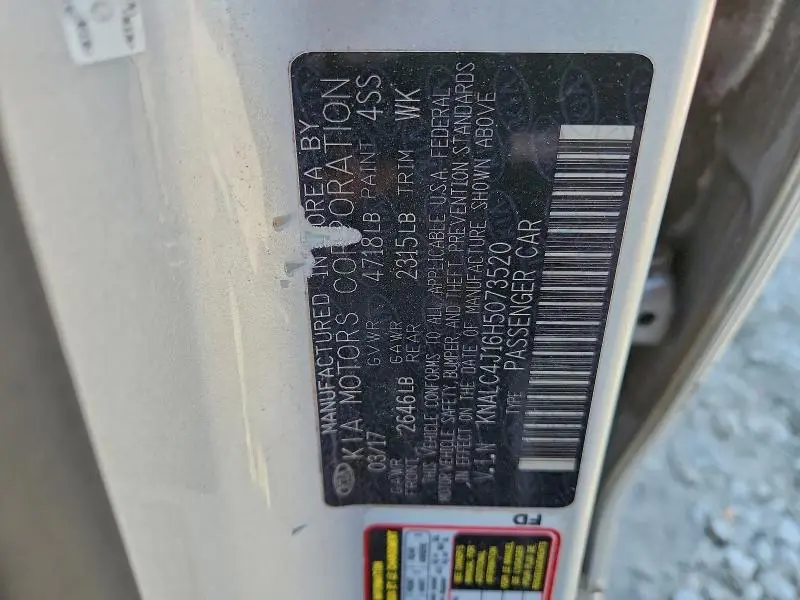 MANUFACTURED IN KOREA BY
KIA MOTORS CORPORATION
03/17 GVWR 4718LB PAINT 4SS
GAWR FRONT 2646LB GAWR REAR 2315LB TRIM WK
THIS VEHICLE CONFORMS TO ALL APPLICABLE U.S.A. FEDERAL
MOTOR VEHICLE SAFETY, BUMPER AND THEFT PREVENTION STANDARDS
IN EFFECT ON THE DATE OF MANUFACTURE SHOWN ABOVE
V.I.N KNALC4J16H5073520
TYPE PASSENGER CAR
KIA
FD